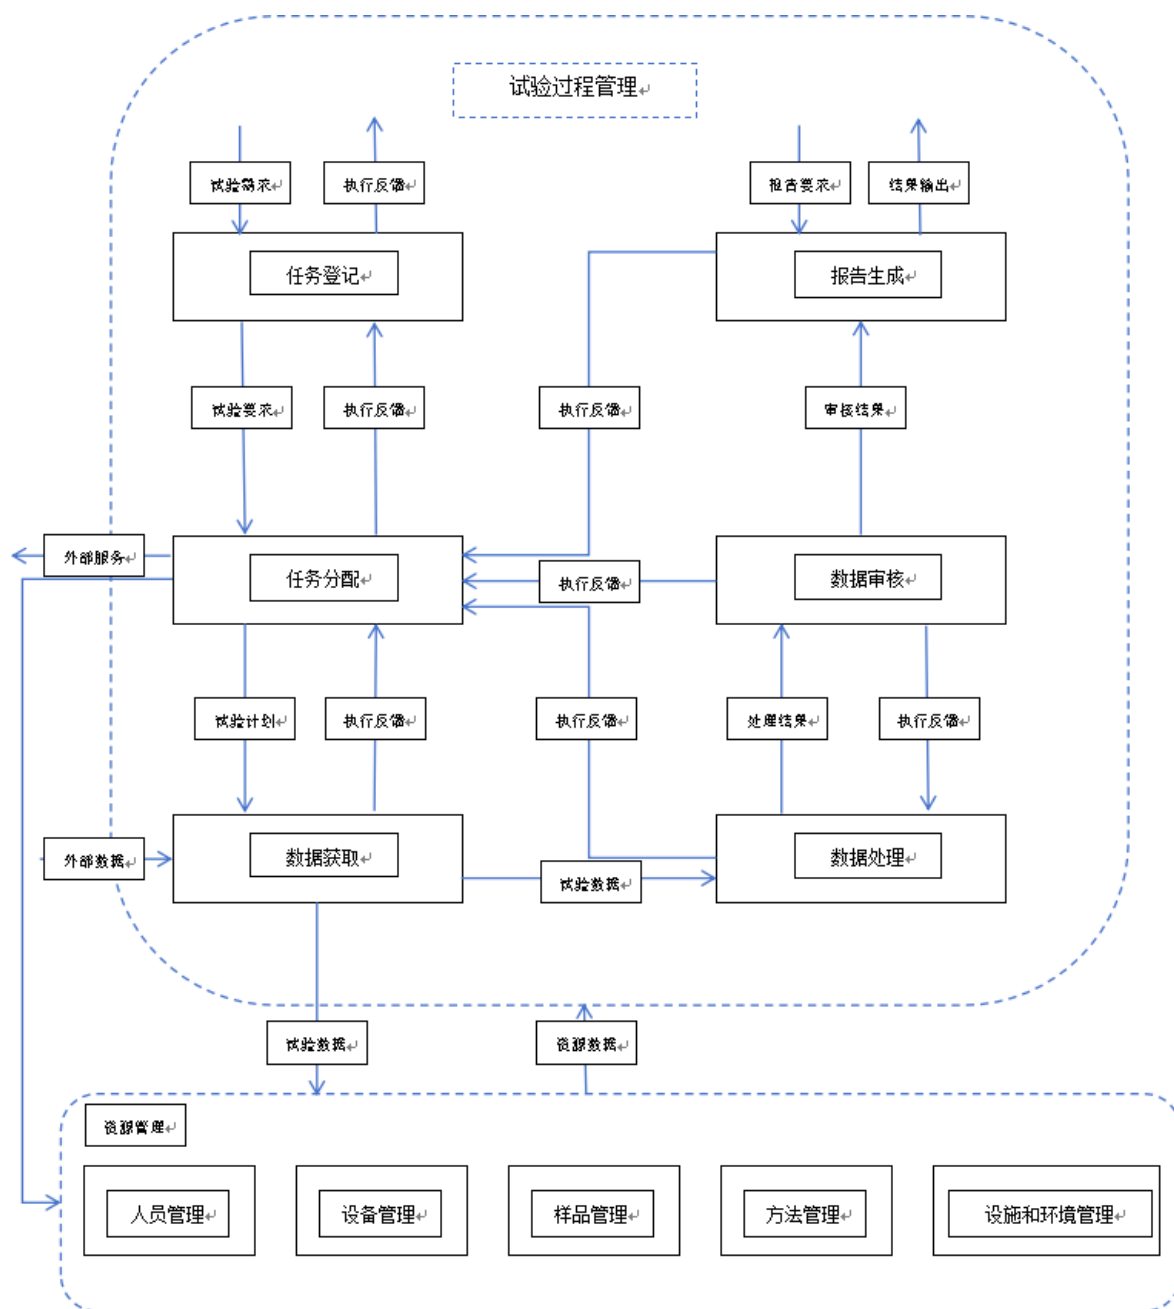 试验过程管理
试验需求
执行反馈
报告要求
结果输出
任务登记
报告生成
试验要求
执行反馈
执行反馈
审核结果
外部服务
任务分配
执行反馈
数据审核
试验计划
执行反馈
执行反馈
处理结果
执行反馈
外部数据
数据获取
试验数据
数据处理
试验数据
资源数据
资源管理
人员管理
设备管理
样品管理
方法管理
设施和环境管理